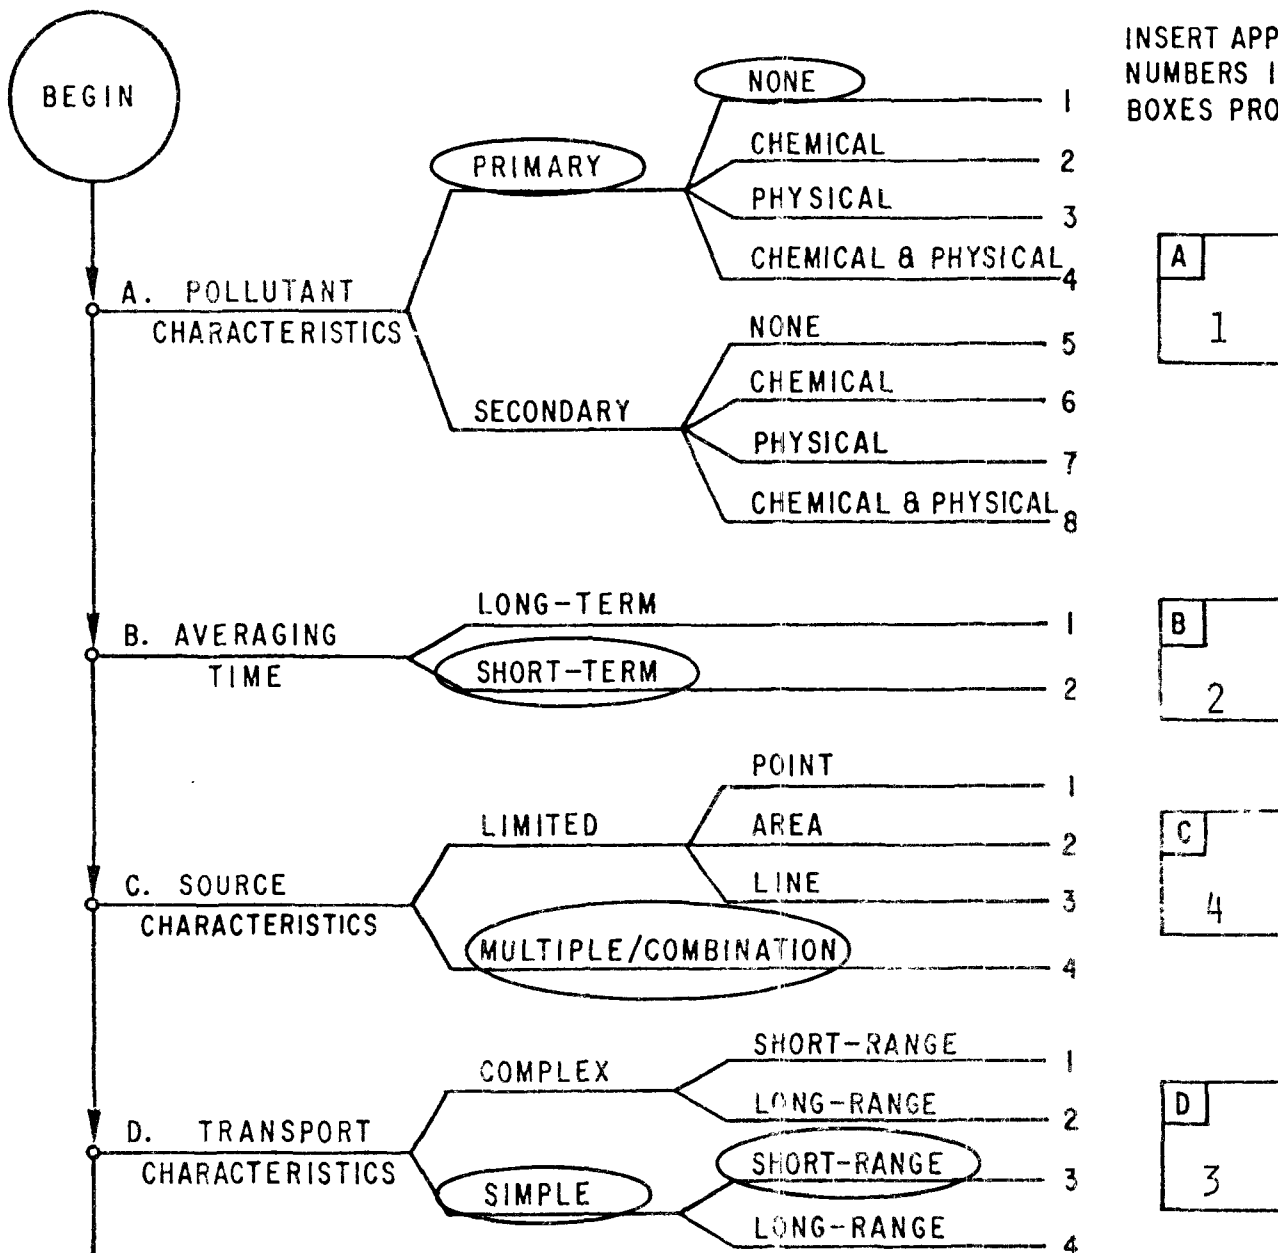 INSERT APP
NUMBERS I
BOXES PRO
BEGIN
NONE 1
CHEMICAL 2
PRIMARY
PHYSICAL 3
CHEMICAL & PHYSICAL 4
A. POLLUTANT
CHARACTERISTICS
A
1
NONE 5
CHEMICAL 6
SECONDARY
PHYSICAL 7
CHEMICAL & PHYSICAL 8
LONG-TERM 1
B. AVERAGING
TIME
SHORT-TERM 2
B
2
POINT 1
LIMITED
AREA 2
LINE 3
C. SOURCE
CHARACTERISTICS
MULTIPLE/COMBINATION 4
C
4
SHORT-RANGE 1
COMPLEX
LONG-RANGE 2
D. TRANSPORT
CHARACTERISTICS
SHORT-RANGE 3
SIMPLE
LONG-RANGE 4
D
3